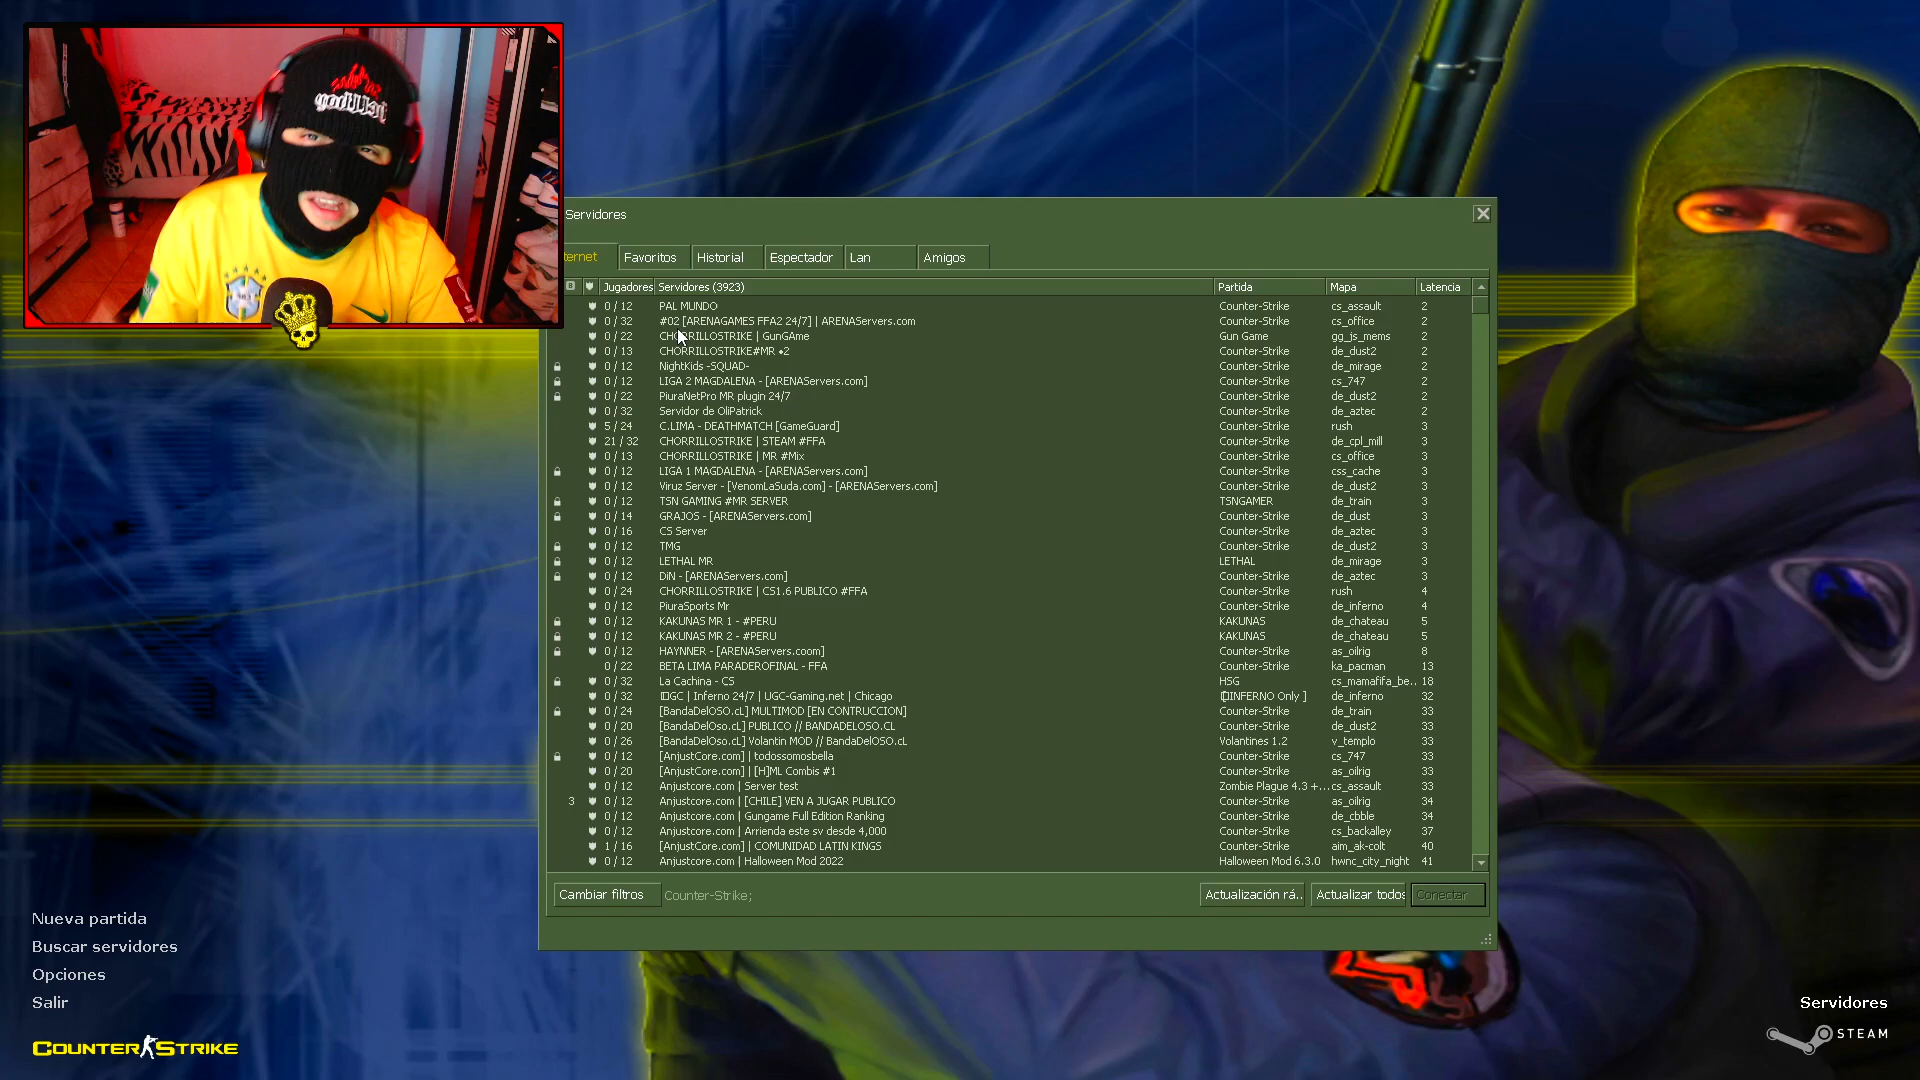 Servidores
ternet Favoritos Historial Espectador Lan Amigos
Jugadores Servidores (3923) Partida Mapa Latencia
0 / 12 PAL MUNDO Counter-Strike cs_assault 2
0 / 32 #02 [ARENAGAMES FFA2 24/7] | ARENAServers.com Counter-Strike cs_office 2
0 / 22 CHORRILLOSTRIKE | GunGAme Gun Game gg_js_mems 2
0 / 13 CHORRILLOSTRIKE#MR •2 Counter-Strike de_dust2 2
0 / 12 NightKids -SQUAD- Counter-Strike de_mirage 2
0 / 12 LIGA 2 MAGDALENA - [ARENAServers.com] Counter-Strike cs_747 2
0 / 22 PiuraNetPro MR plugin 24/7 Counter-Strike de_dust2 2
0 / 32 Servidor de OliPatrick Counter-Strike de_aztec 2
5 / 24 C.LIMA - DEATHMATCH [GameGuard] Counter-Strike rush 3
21 / 32 CHORRILLOSTRIKE | STEAM #FFA Counter-Strike de_cpl_mill 3
0 / 13 CHORRILLOSTRIKE | MR #Mix Counter-Strike cs_office 3
0 / 12 LIGA 1 MAGDALENA - [ARENAServers.com] Counter-Strike css_cache 3
0 / 12 Viruz Server - [VenomLaSuda.com] - [ARENAServers.com] Counter-Strike de_dust2 3
0 / 12 TSN GAMING #MR SERVER TSNGAMER de_train 3
0 / 14 GRAJOS - [ARENAServers.com] Counter-Strike de_dust 3
0 / 16 CS Server Counter-Strike de_aztec 3
0 / 12 TMG Counter-Strike de_dust2 3
0 / 12 LETHAL MR LETHAL de_mirage 3
0 / 12 DiN - [ARENAServers.com] Counter-Strike de_aztec 3
0 / 24 CHORRILLOSTRIKE | CS1.6 PUBLICO #FFA Counter-Strike rush 4
0 / 12 PiuraSports Mr Counter-Strike de_inferno 4
0 / 12 KAKUNAS MR 1 - #PERU KAKUNAS de_chateau 5
0 / 12 KAKUNAS MR 2 - #PERU KAKUNAS de_chateau 5
0 / 12 HAYNNER - [ARENAServers.coom] Counter-Strike as_oilrig 8
0 / 22 BETA LIMA PARADEROFINAL - FFA Counter-Strike ka_pacman 13
0 / 32 La Cachina - CS HSG cs_mamafifa_be.. 18
0 / 32 GC | Inferno 24/7 | UGC-Gaming.net | Chicago INFERNO Only ] de_inferno 32
0 / 24 [BandaDelOso.cL] MULTIMOD [EN CONTRUCCION] Counter-Strike de_train 33
0 / 20 [BandaDelOso.cL] PUBLICO // BANDADELOSO.CL Counter-Strike de_dust2 33
0 / 26 [BandaDelOso.cL] Volantin MOD // BandaDelOSO.cL Volantines 1.2 v_templo 33
0 / 12 [AnjustCore.com] | todossomosbella Counter-Strike cs_747 33
0 / 20 [AnjustCore.com] | [H]ML Combis #1 Counter-Strike as_oilrig 33
0 / 12 Anjustcore.com | Server test Zombie Plague 4.3 +... cs_assault 33
3 0 / 12 Anjustcore.com | [CHILE] VEN A JUGAR PUBLICO Counter-Strike as_oilrig 34
0 / 12 Anjustcore.com | Gungame Full Edition Ranking Counter-Strike de_cbble 34
0 / 12 Anjustcore.com | Arrienda este sv desde 4,000 Counter-Strike cs_backalley 37
1 / 16 [AnjustCore.com] | COMUNIDAD LATIN KINGS Counter-Strike aim_ak-colt 40
0 / 12 Anjustcore.com | Halloween Mod 2022 Halloween Mod 6.3.0 hwnc_city_night 41
Cambiar filtros Counter-Strike; Actualización rá.. Actualizar todos Conectar
Nueva partida
Buscar servidores
Opciones
Salir
COUNTER STRIKE
Servidores
STEAM